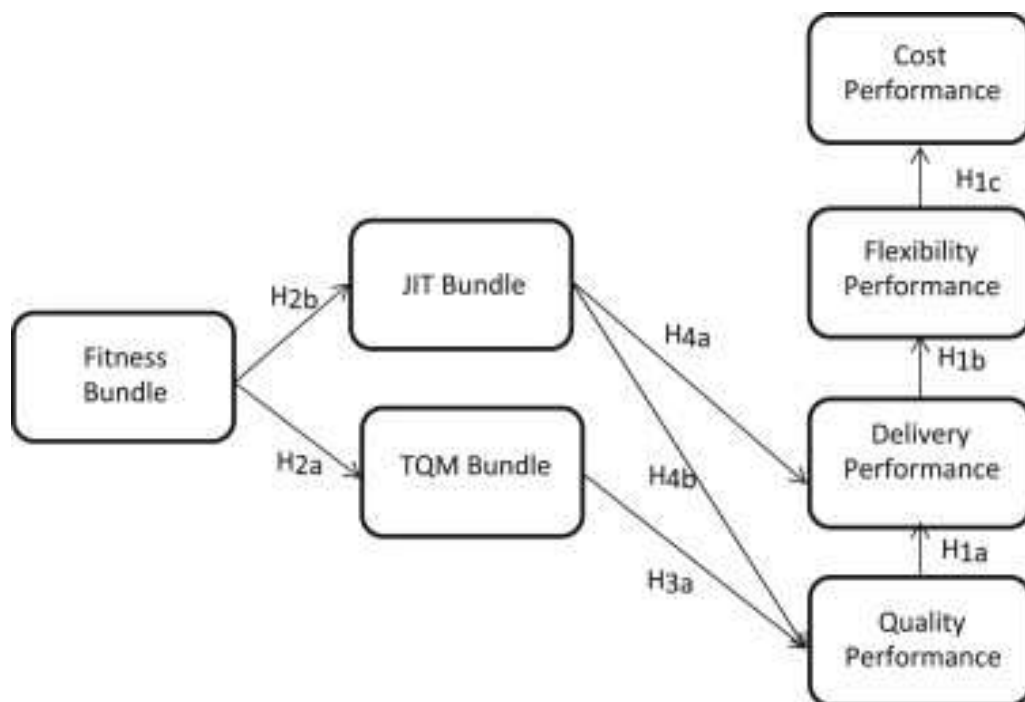 Cost
Performance
H1c
Flexibility
Performance
JIT Bundle
H2b
H4a
Fitness
Bundle
H1b
Delivery
Performance
TQM Bundle
H2a
H4b
H1a
H3a
Quality
Performance